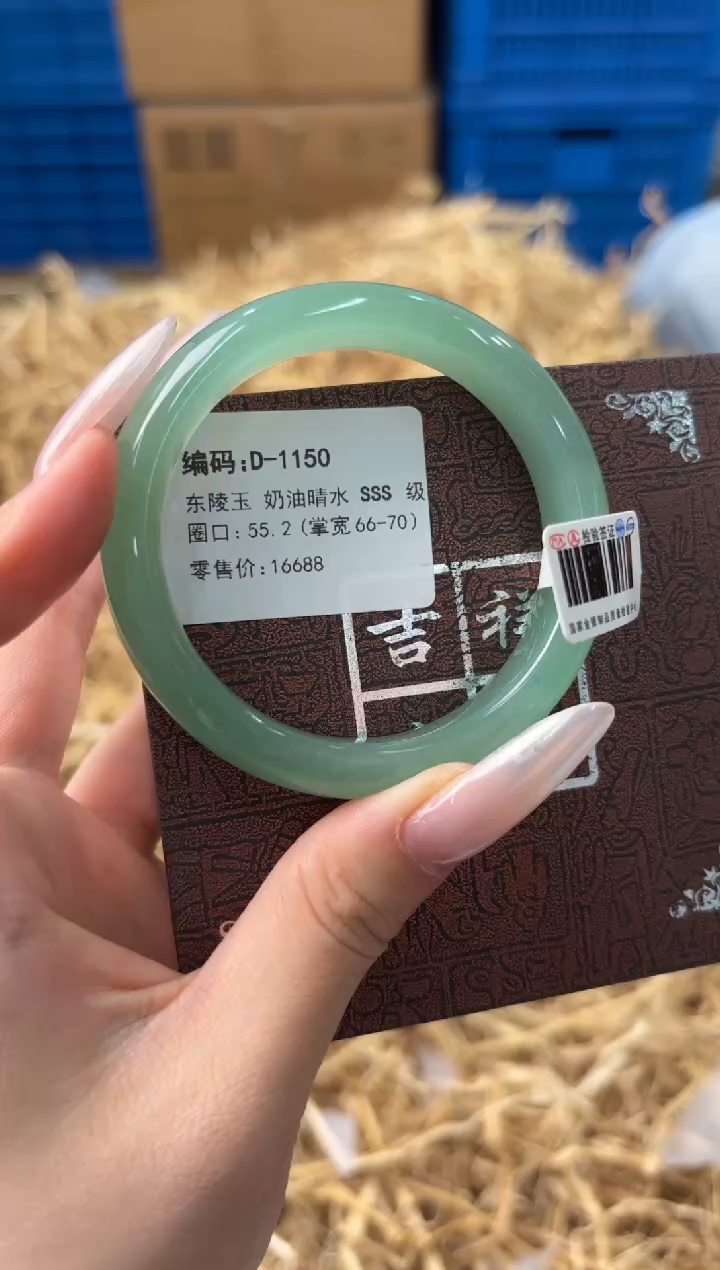 编码:D-1150
东陵玉 奶油晴水 SSS 级
圈口:55.2(掌宽66-70)
零售价:16688
检验签证
吉祥